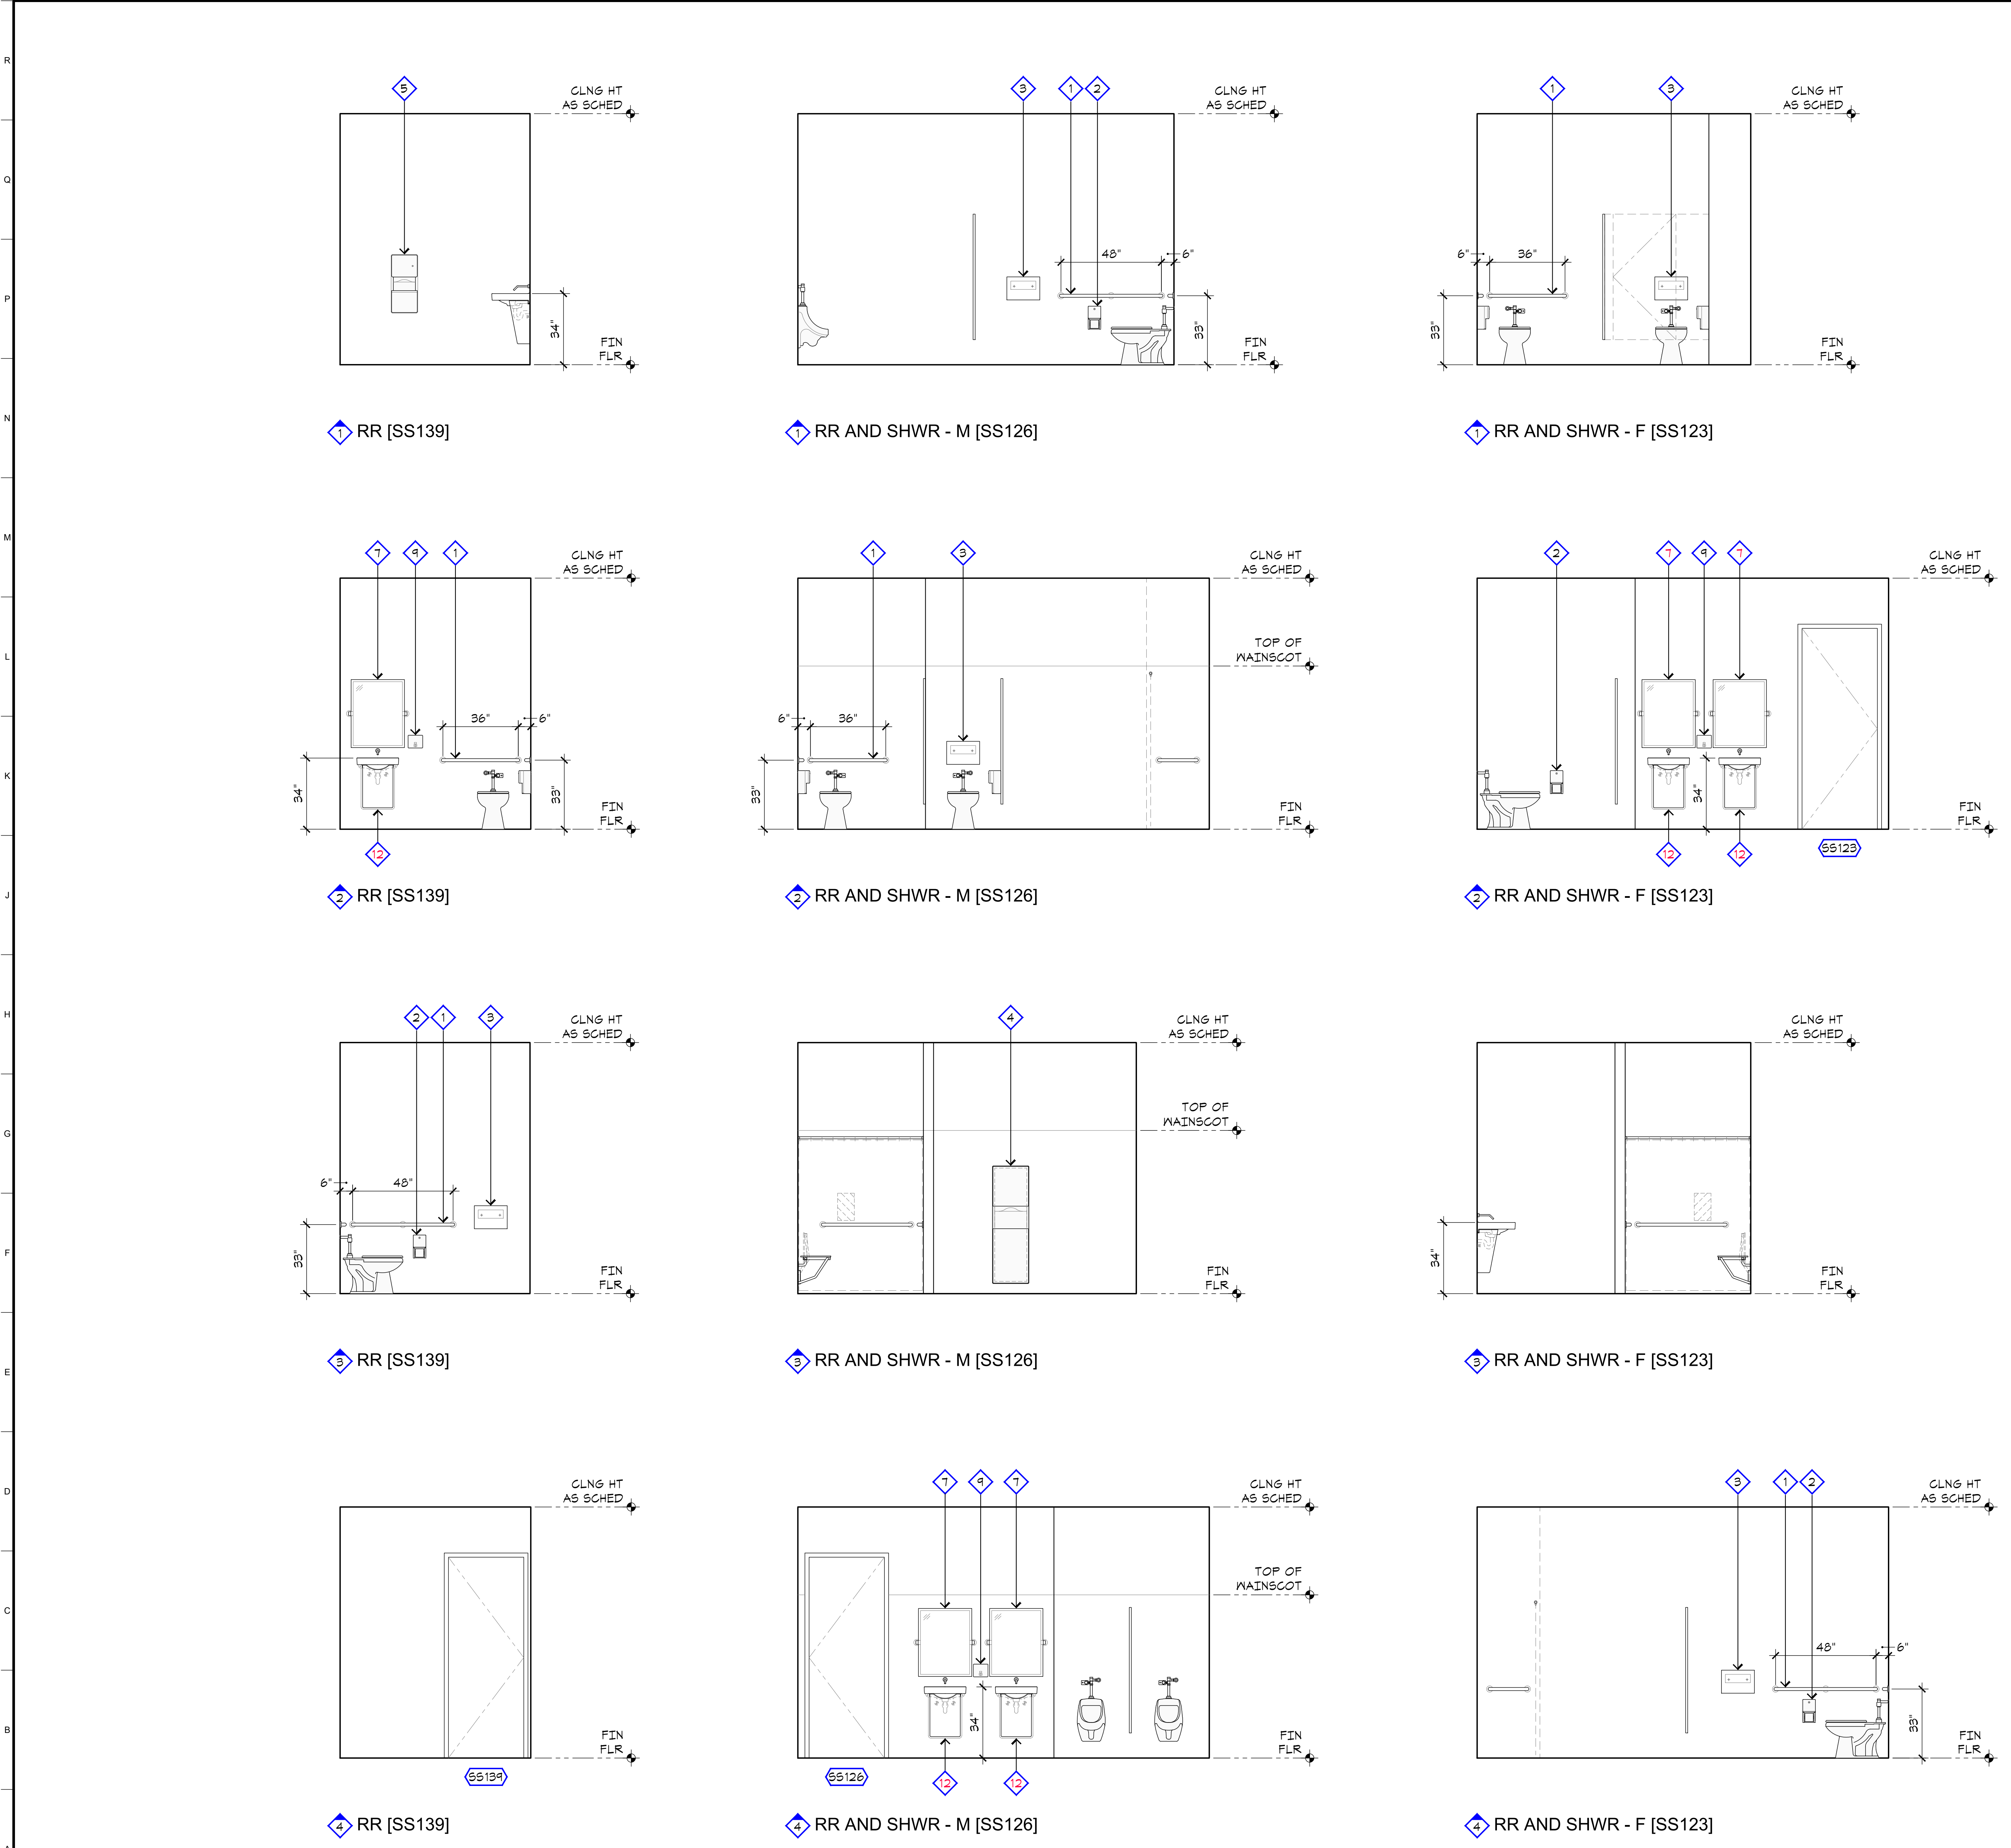 R
Q
P
N
M
L
K
J
H
G
F
E
D
C
B
5
CLNG HT
AS SCHED
34"
FIN
FLR
1 RR [SS139]
3 1 2
CLNG HT
AS SCHED
48" 6"
33"
FIN
FLR
1 RR AND SHWR - M [SS126]
1 3
CLNG HT
AS SCHED
6" 36"
33"
FIN
FLR
1 RR AND SHWR - F [SS123]
7 9 1
CLNG HT
AS SCHED
36" 6"
34"
33"
FIN
FLR
12
2 RR [SS139]
1 3
CLNG HT
AS SCHED
TOP OF
WAINSCOT
6" 36"
33"
FIN
FLR
2 RR AND SHWR - M [SS126]
2 7 9 7
CLNG HT
AS SCHED
34"
FIN
FLR
12 12 SS123
2 RR AND SHWR - F [SS123]
2 1 3
CLNG HT
AS SCHED
6" 48"
33"
FIN
FLR
3 RR [SS139]
4
CLNG HT
AS SCHED
TOP OF
WAINSCOT
FIN
FLR
3 RR AND SHWR - M [SS126]
CLNG HT
AS SCHED
34"
FIN
FLR
3 RR AND SHWR - F [SS123]
CLNG HT
AS SCHED
FIN
FLR
SS139
4 RR [SS139]
7 9 7
CLNG HT
AS SCHED
TOP OF
WAINSCOT
34"
FIN
FLR
SS126 12 12
4 RR AND SHWR - M [SS126]
3 1 2
CLNG HT
AS SCHED
48" 6"
33"
FIN
FLR
4 RR AND SHWR - F [SS123]